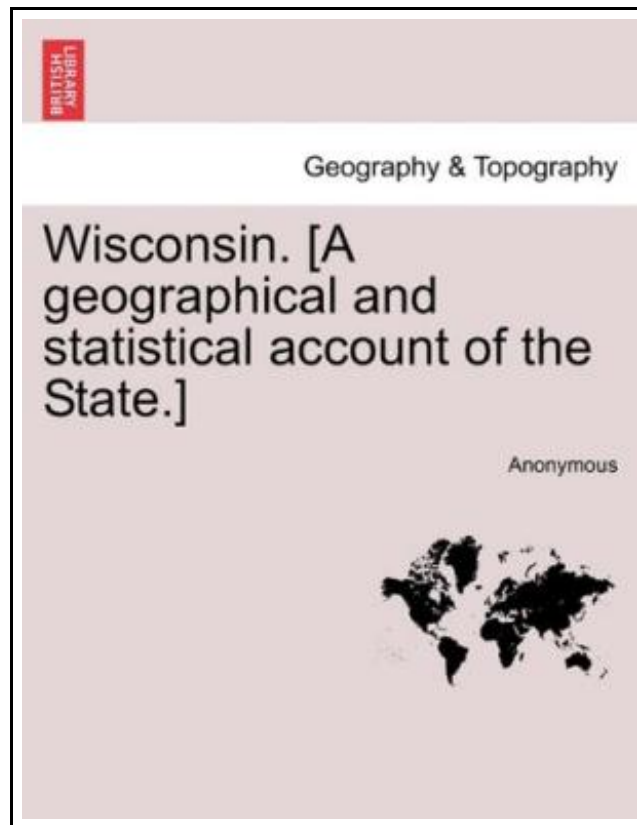 BRITISH
LIBRARY
Geography & Topography
Wisconsin. [A
geographical and
statistical account of the
State.]
Anonymous